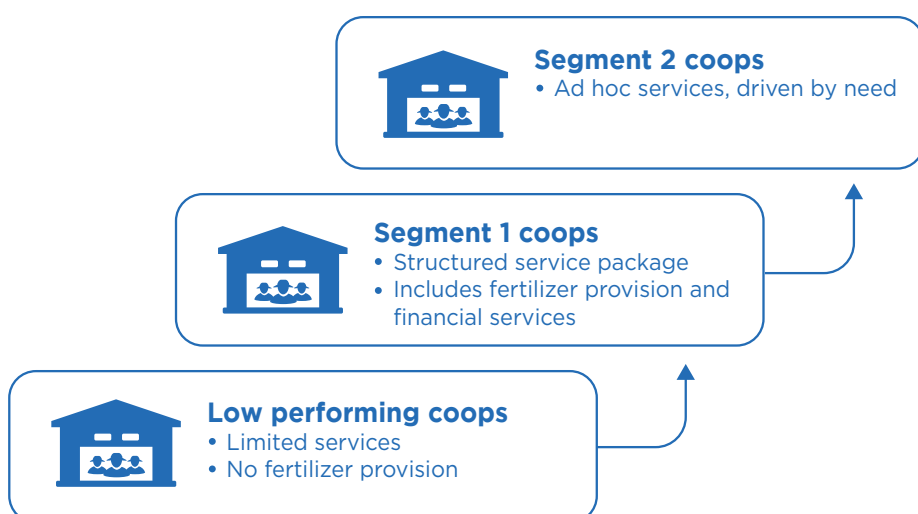 Segment 2 coops
• Ad hoc services, driven by need
Segment 1 coops
• Structured service package
• Includes fertilizer provision and
financial services
Low performing coops
• Limited services
• No fertilizer provision